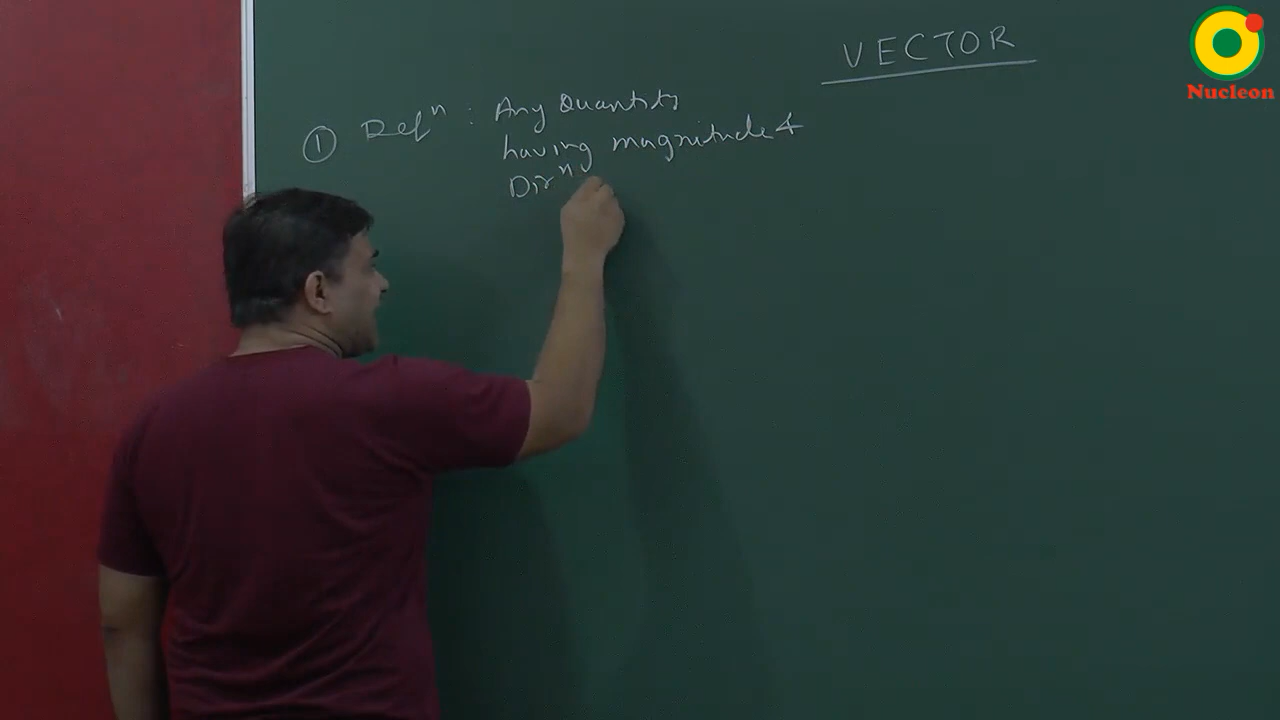 VECTOR
① Defⁿ : Any Quantity
having magnitude &
Dirⁿ
Nucleon